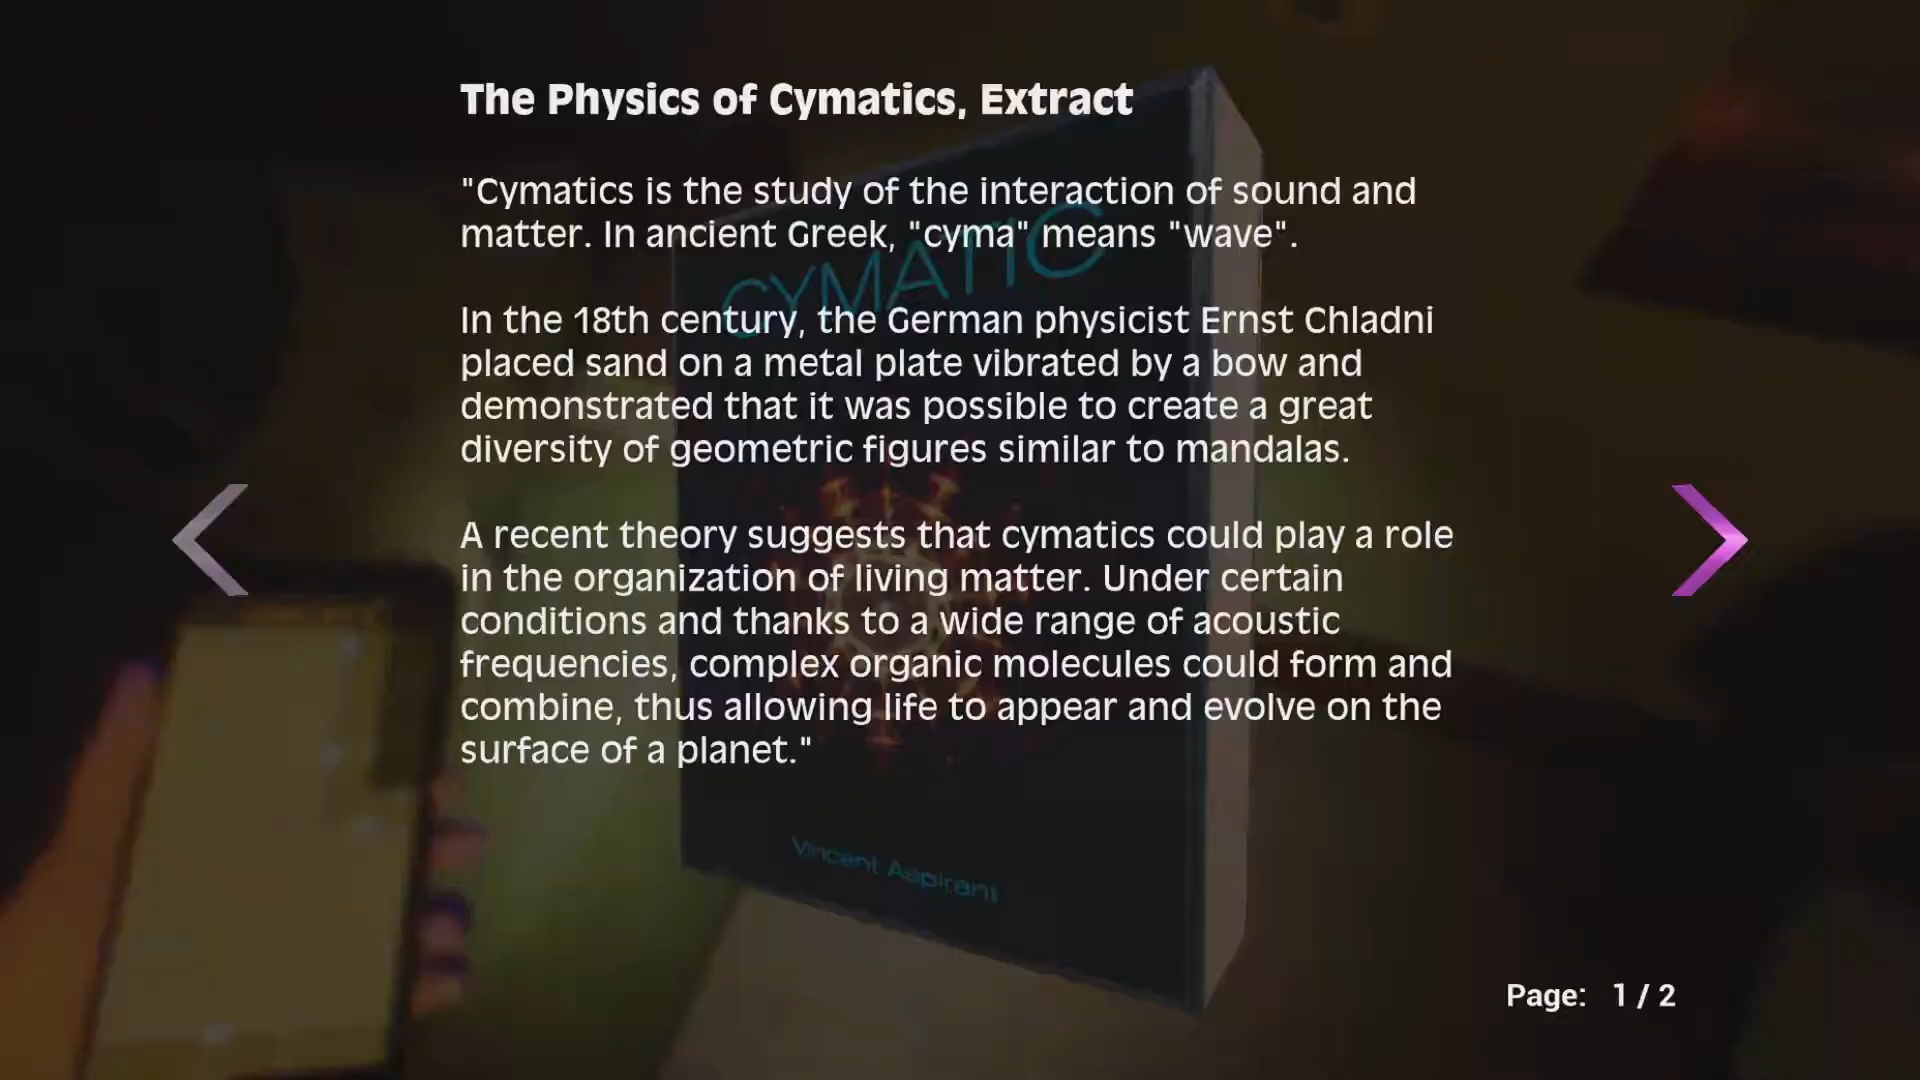 The Physics of Cymatics, Extract
"Cymatics is the study of the interaction of sound and
matter. In ancient Greek, "cyma" means "wave".
In the 18th century, the German physicist Ernst Chladni
placed sand on a metal plate vibrated by a bow and
demonstrated that it was possible to create a great
diversity of geometric figures similar to mandalas.
A recent theory suggests that cymatics could play a role
in the organization of living matter. Under certain
conditions and thanks to a wide range of acoustic
frequencies, complex organic molecules could form and
combine, thus allowing life to appear and evolve on the
surface of a planet."
CYMATIC
Vincent Aspirant
Page: 1 / 2